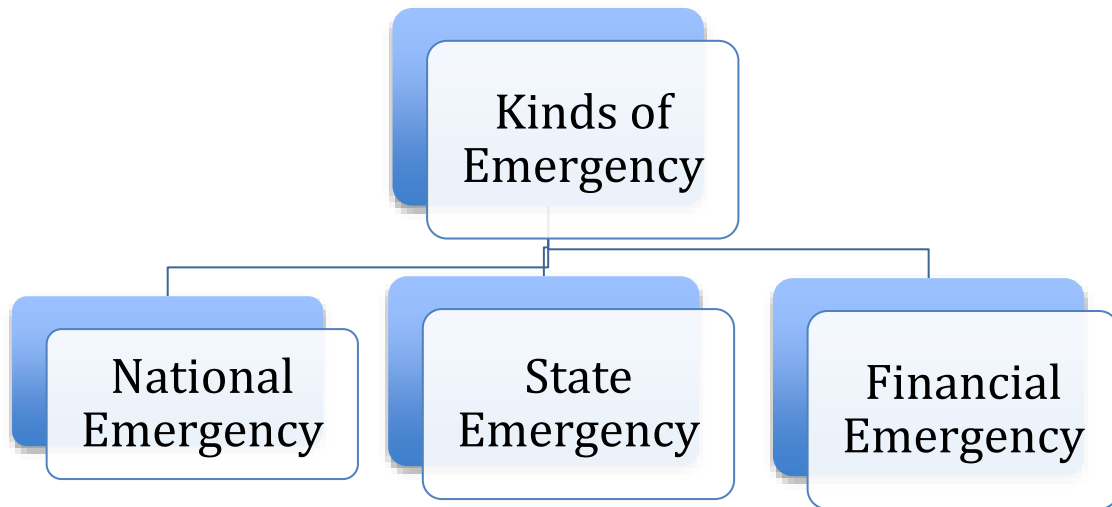 Kinds of
Emergency
National
Emergency
State
Emergency
Financial
Emergency